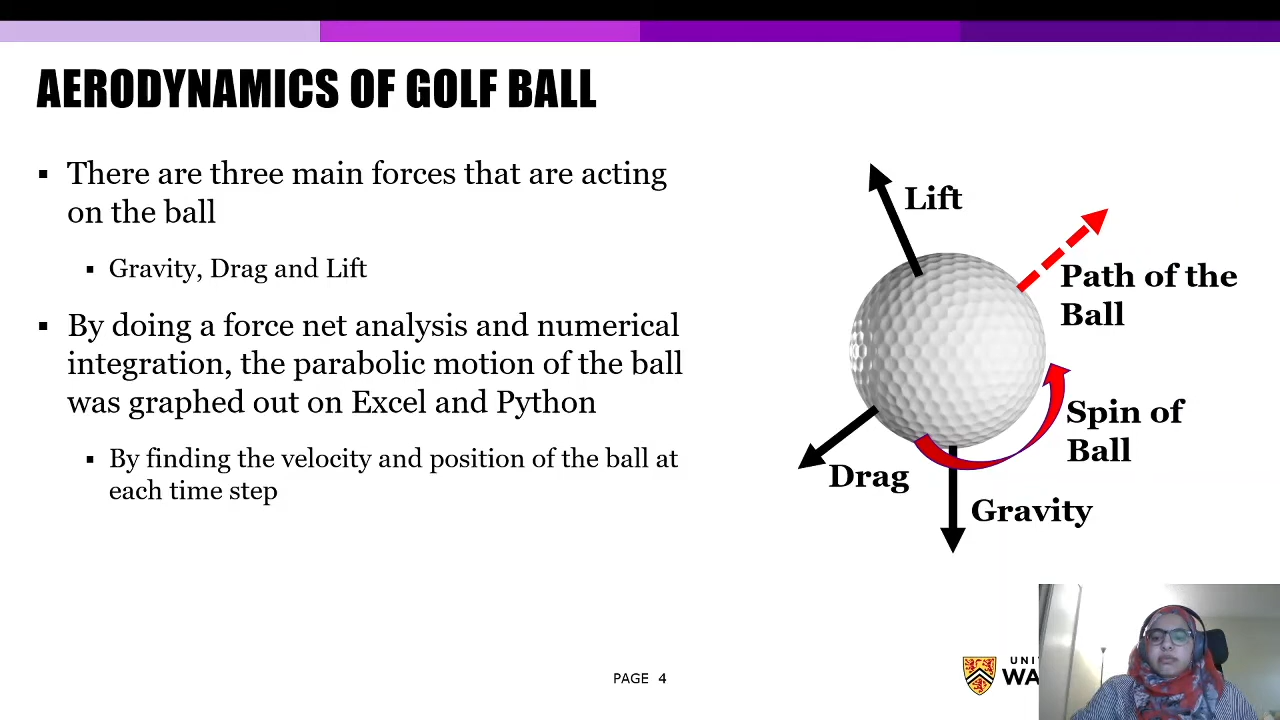 AERODYNAMICS OF GOLF BALL
▪ There are three main forces that are acting
on the ball
▪ Gravity, Drag and Lift
▪ By doing a force net analysis and numerical
integration, the parabolic motion of the ball
was graphed out on Excel and Python
▪ By finding the velocity and position of the ball at
each time step
Lift
Path of the
Ball
Spin of
Ball
Drag
Gravity
PAGE 4
UNI
WA